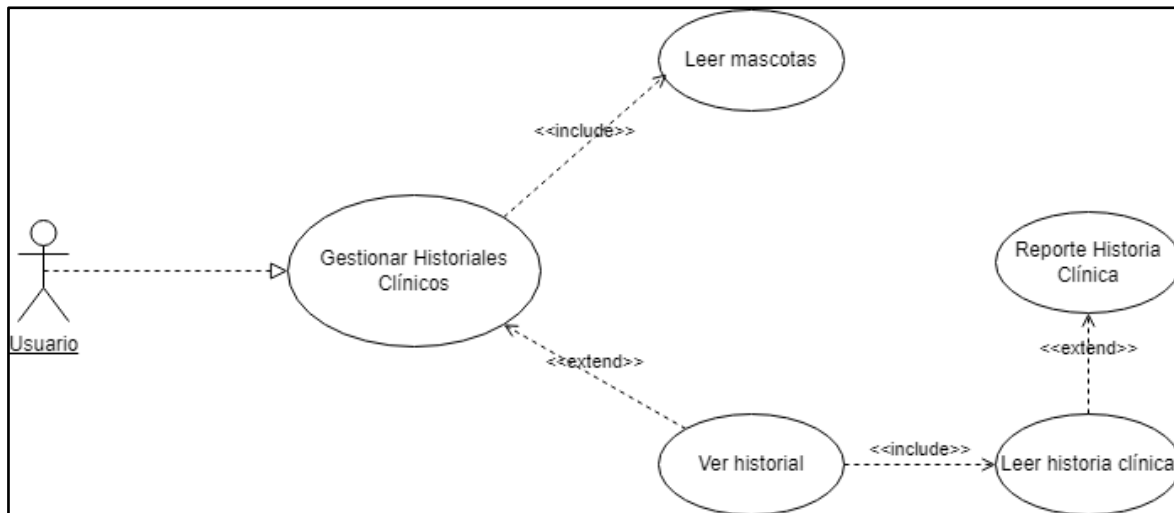 Leer mascotas
<<include>>
Gestionar Historiales
Clínicos
Reporte Historia
Clínica
Usuario
<<extend>>
<<extend>>
Ver historial
<<include>>
Leer historia clínica